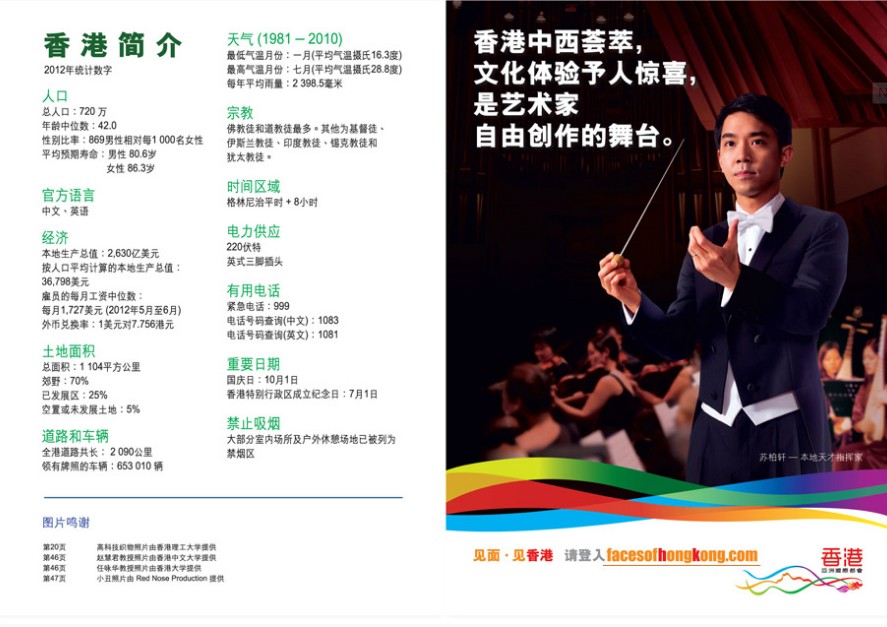 香港简介
2012年统计数字
人口
总人口：720 万
年龄中位数：42.0
性别比率：869男性相对每1 000名女性
平均预期寿命：男性 80.6岁
女性 86.3岁
官方语言
中文、英语
经济
本地生产总值：2,630亿美元
按人口平均计算的本地生产总值：
36,798美元
雇员的每月工资中位数：
每月1,727美元 (2012年5月至6月)
外币兑换率：1美元对7.756港元
土地面积
总面积：1 104平方公里
郊野：70%
已发展区：25%
空置或未发展土地：5%
道路和车辆
全港道路共长： 2 090公里
领有牌照的车辆：653 010 辆
天气 (1981 – 2010)
最低气温月份：一月(平均气温摄氏16.3度)
最高气温月份：七月(平均气温摄氏28.8度)
每年平均雨量：2 398.5毫米
宗教
佛教徒和道教徒最多。其他为基督徒、
伊斯兰教徒、印度教徒、锡克教徒和
犹太教徒。
时间区域
格林尼治平时 + 8小时
电力供应
220伏特
英式三脚插头
有用电话
紧急电话：999
电话号码查询(中文)：1083
电话号码查询(英文)：1081
重要日期
国庆日：10月1日
香港特别行政区成立纪念日：7月1日
禁止吸烟
大部分室内场所及户外休憩场地已被列为
禁烟区
图片鸣谢
第20页 高科技织物照片由香港理工大学提供
第46页 赵慧君教授照片由香港中文大学提供
第46页 任咏华教授照片由香港大学提供
第47页 小丑照片由 Red Nose Production 提供
香港中西荟萃，
文化体验予人惊喜，
是艺术家
自由创作的舞台。
苏柏轩 — 本地天才指挥家
见面·见香港 请登入facesofhongkong.com
香港
亞洲國際都會